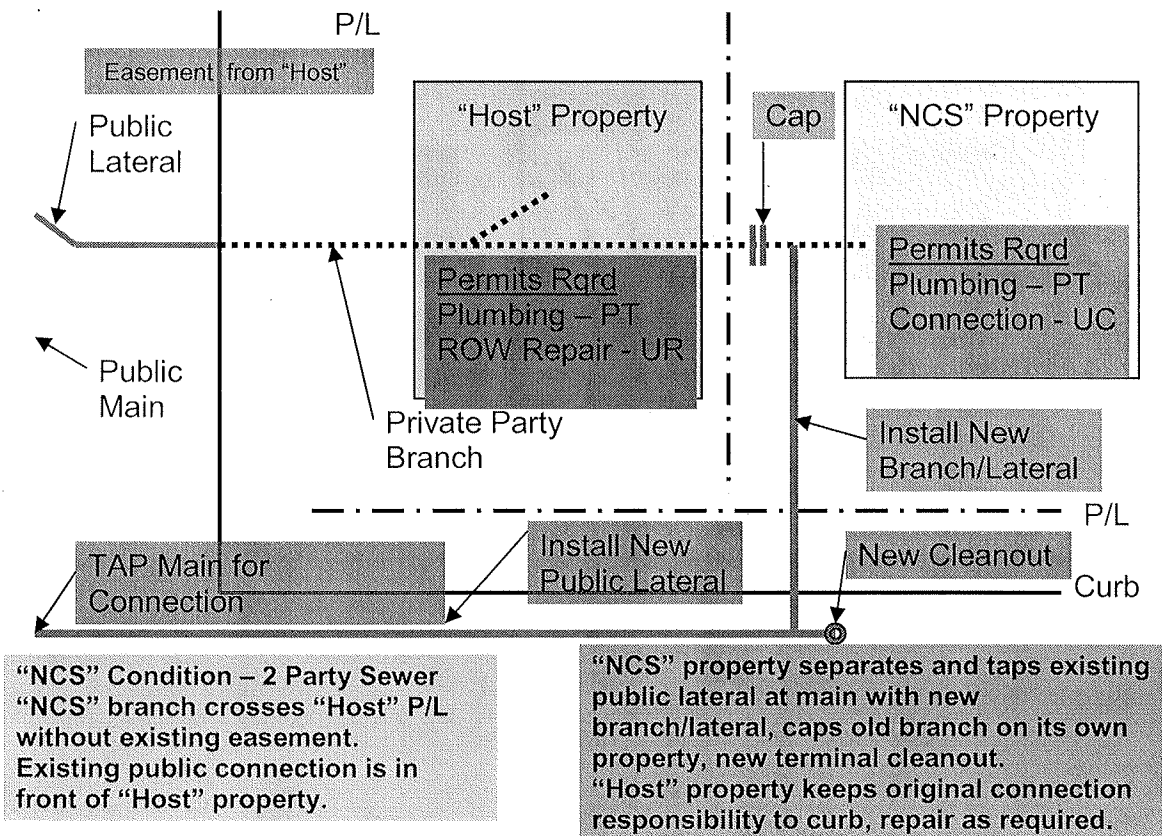 P/L
Easement from "Host"
Public
Lateral
"Host" Property
Cap
"NCS" Property
Permits Rqrd
Plumbing – PT
ROW Repair - UR
Permits Rqrd
Plumbing – PT
Connection - UC
Public
Main
Private Party
Branch
Install New
Branch/Lateral
P/L
TAP Main for
Connection
Install New
Public Lateral
New Cleanout
Curb
"NCS" Condition – 2 Party Sewer
"NCS" branch crosses "Host" P/L
without existing easement.
Existing public connection is in
front of "Host" property.
"NCS" property separates and taps existing
public lateral at main with new
branch/lateral, caps old branch on its own
property, new terminal cleanout.
"Host" property keeps original connection
responsibility to curb, repair as required.